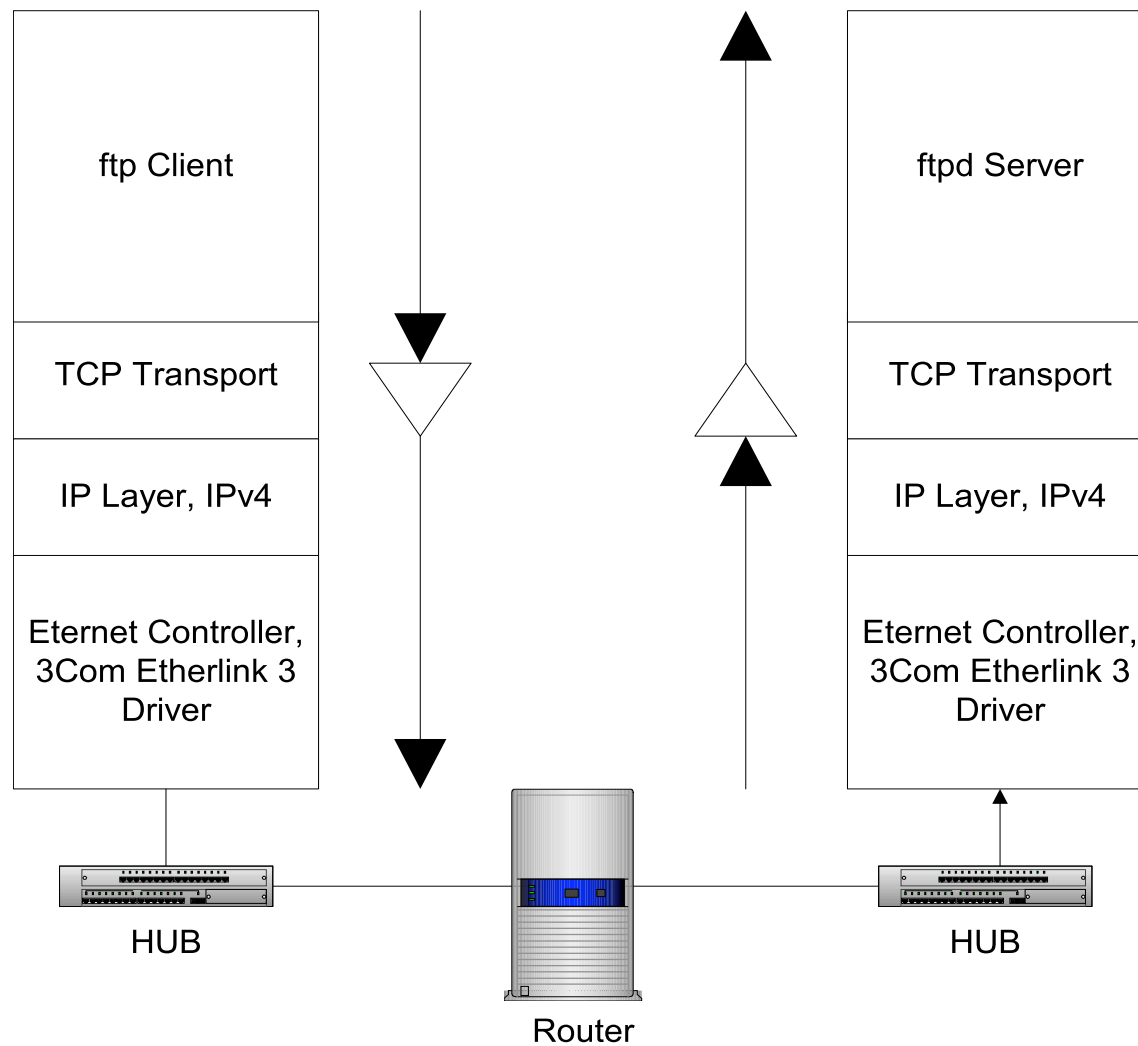 ftp Client
TCP Transport
IP Layer, IPv4
Eternet Controller,
3Com Etherlink 3
Driver
HUB
Router
ftpd Server
TCP Transport
IP Layer, IPv4
Eternet Controller,
3Com Etherlink 3
Driver
HUB